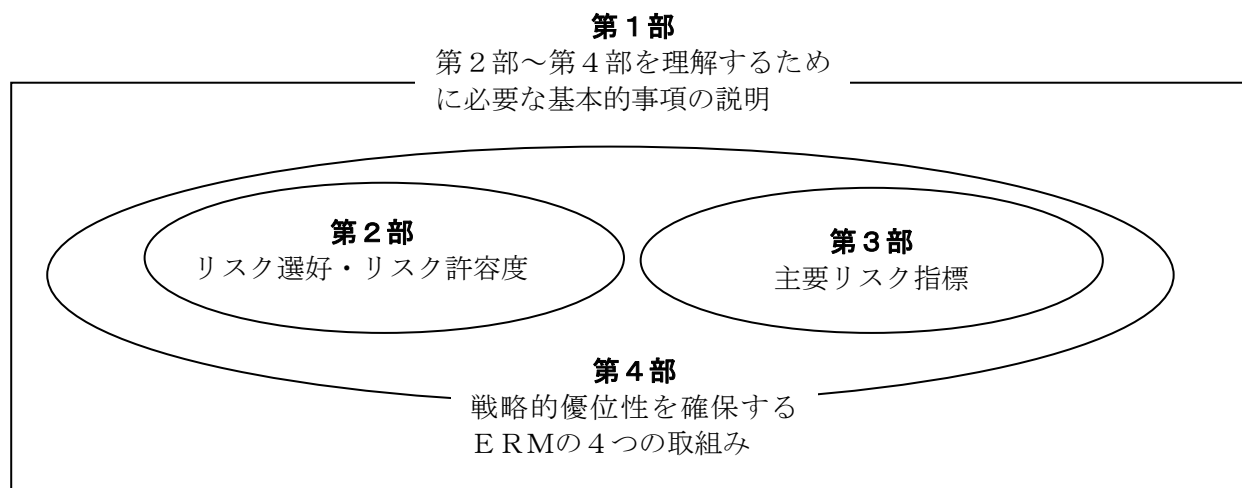 第１部
第２部～第４部を理解するため
に必要な基本的事項の説明
第２部
リスク選好・リスク許容度
第３部
主要リスク指標
第４部
戦略的優位性を確保する
ＥＲＭの４つの取組み